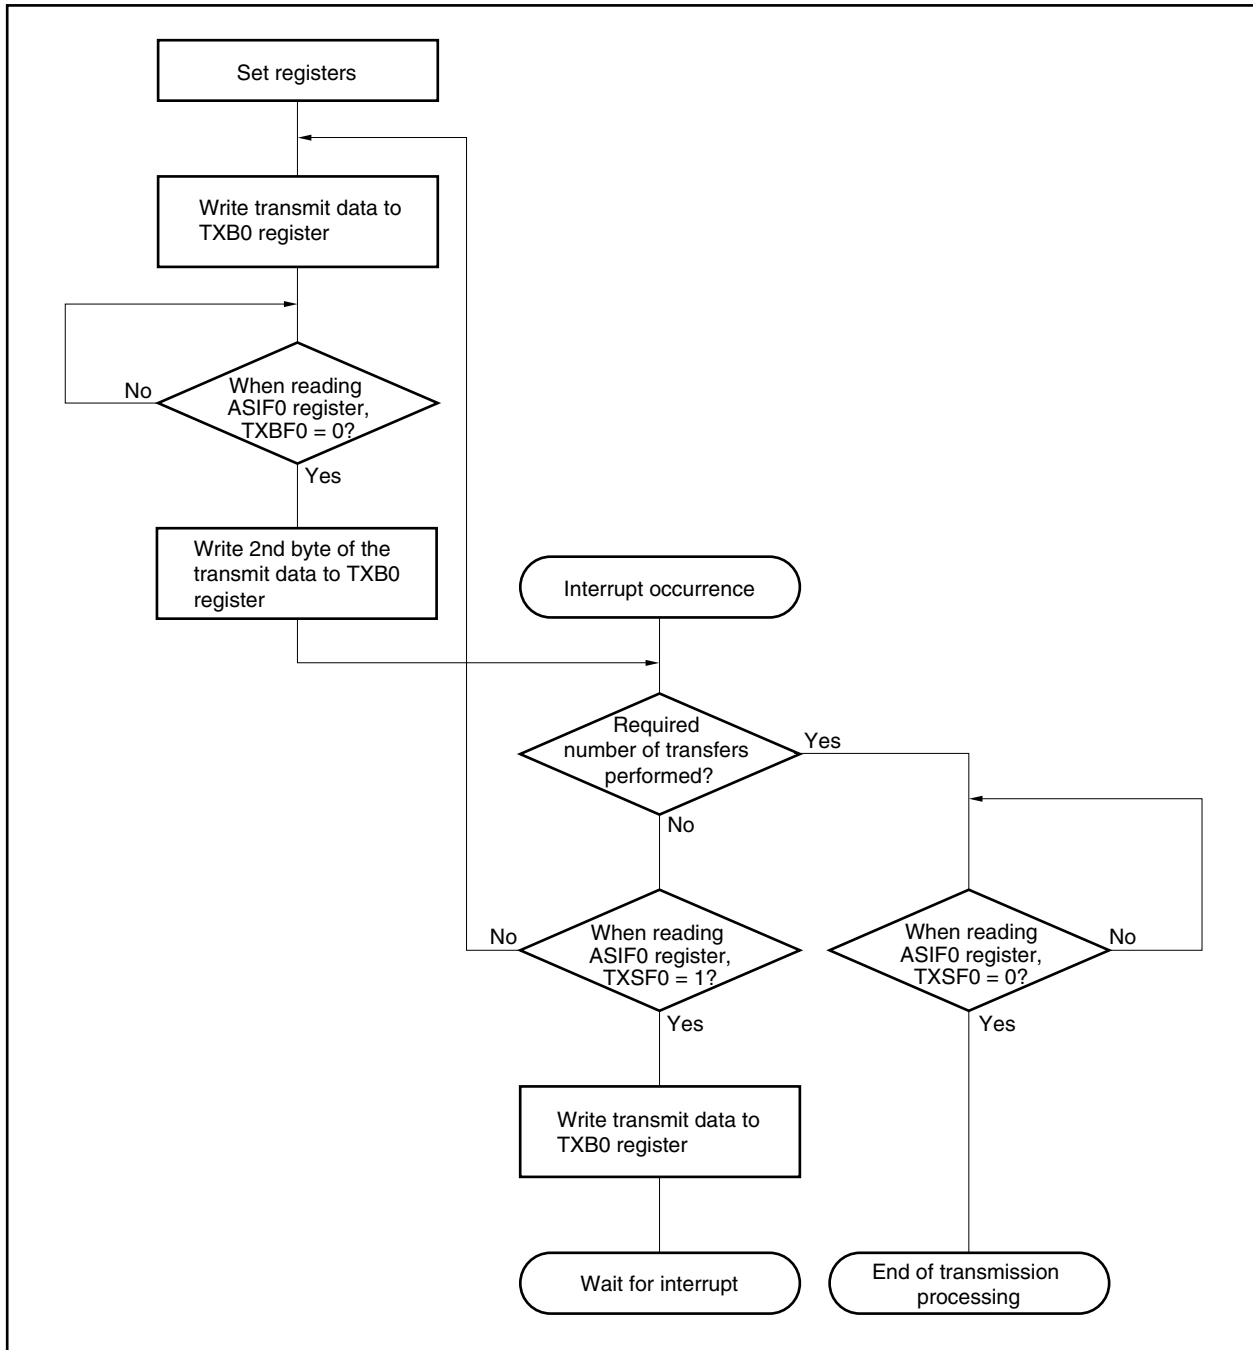 Set registers
Write transmit data to
TXB0 register
No
When reading
ASIF0 register,
TXBF0 = 0?
Yes
Write 2nd byte of the
transmit data to TXB0
register
Interrupt occurrence
Required
number of transfers
performed?
Yes
No
No
When reading
ASIF0 register,
TXSF0 = 1?
Yes
When reading
ASIF0 register,
TXSF0 = 0?
No
Yes
Write transmit data to
TXB0 register
Wait for interrupt
End of transmission
processing